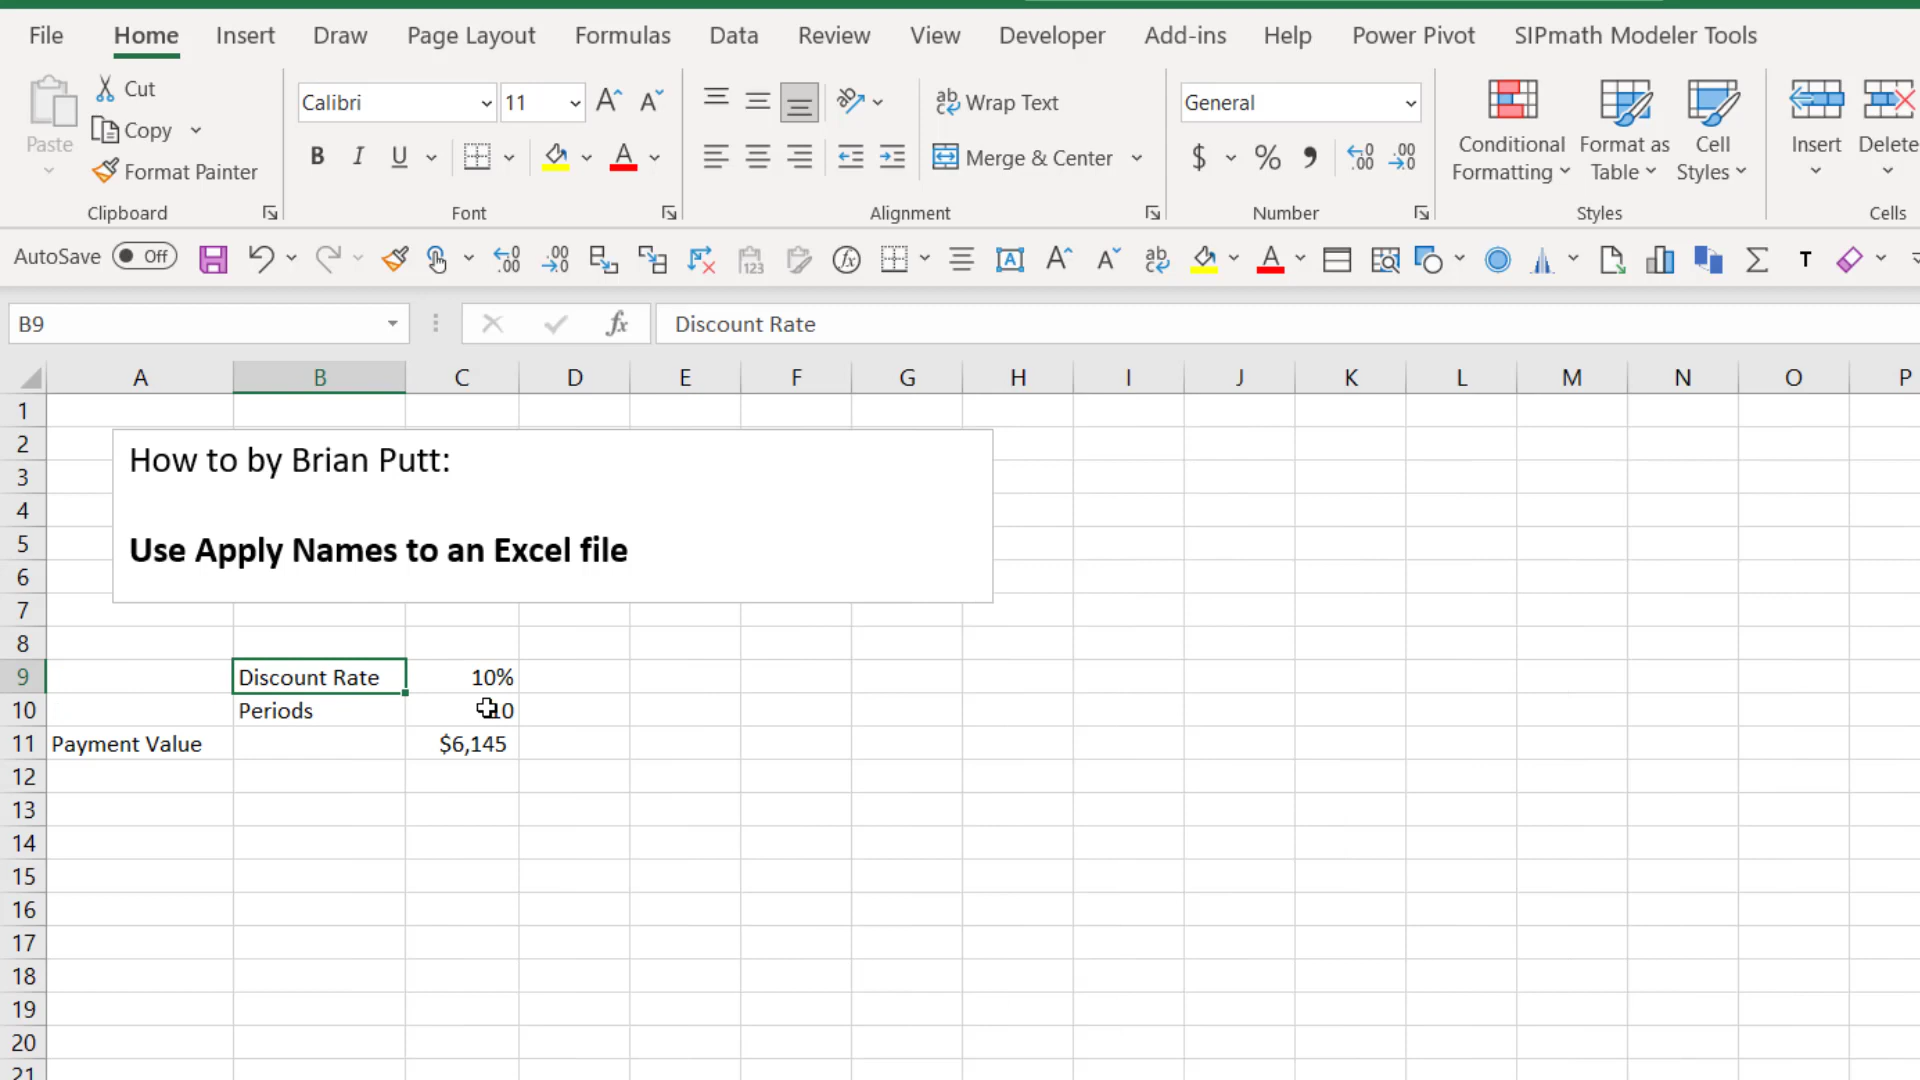 File Home Insert Draw Page Layout Formulas Data Review View Developer Add-ins Help Power Pivot SIPmath Modeler Tools
Paste
Cut
Copy
Format Painter
Clipboard
Calibri 11
B I U
Font
Wrap Text
Merge & Center
Alignment
General
$ % ,
Number
Conditional Formatting
Format as Table
Cell Styles
Styles
Insert
Delete
Cells
AutoSave Off
B9 fx Discount Rate
A B C D E F G H I J K L M N O P
1
2
3
4
5
6
7
8
How to by Brian Putt:
Use Apply Names to an Excel file
9 Discount Rate 10%
10 Periods 10
11 Payment Value $6,145
12
13
14
15
16
17
18
19
20
21